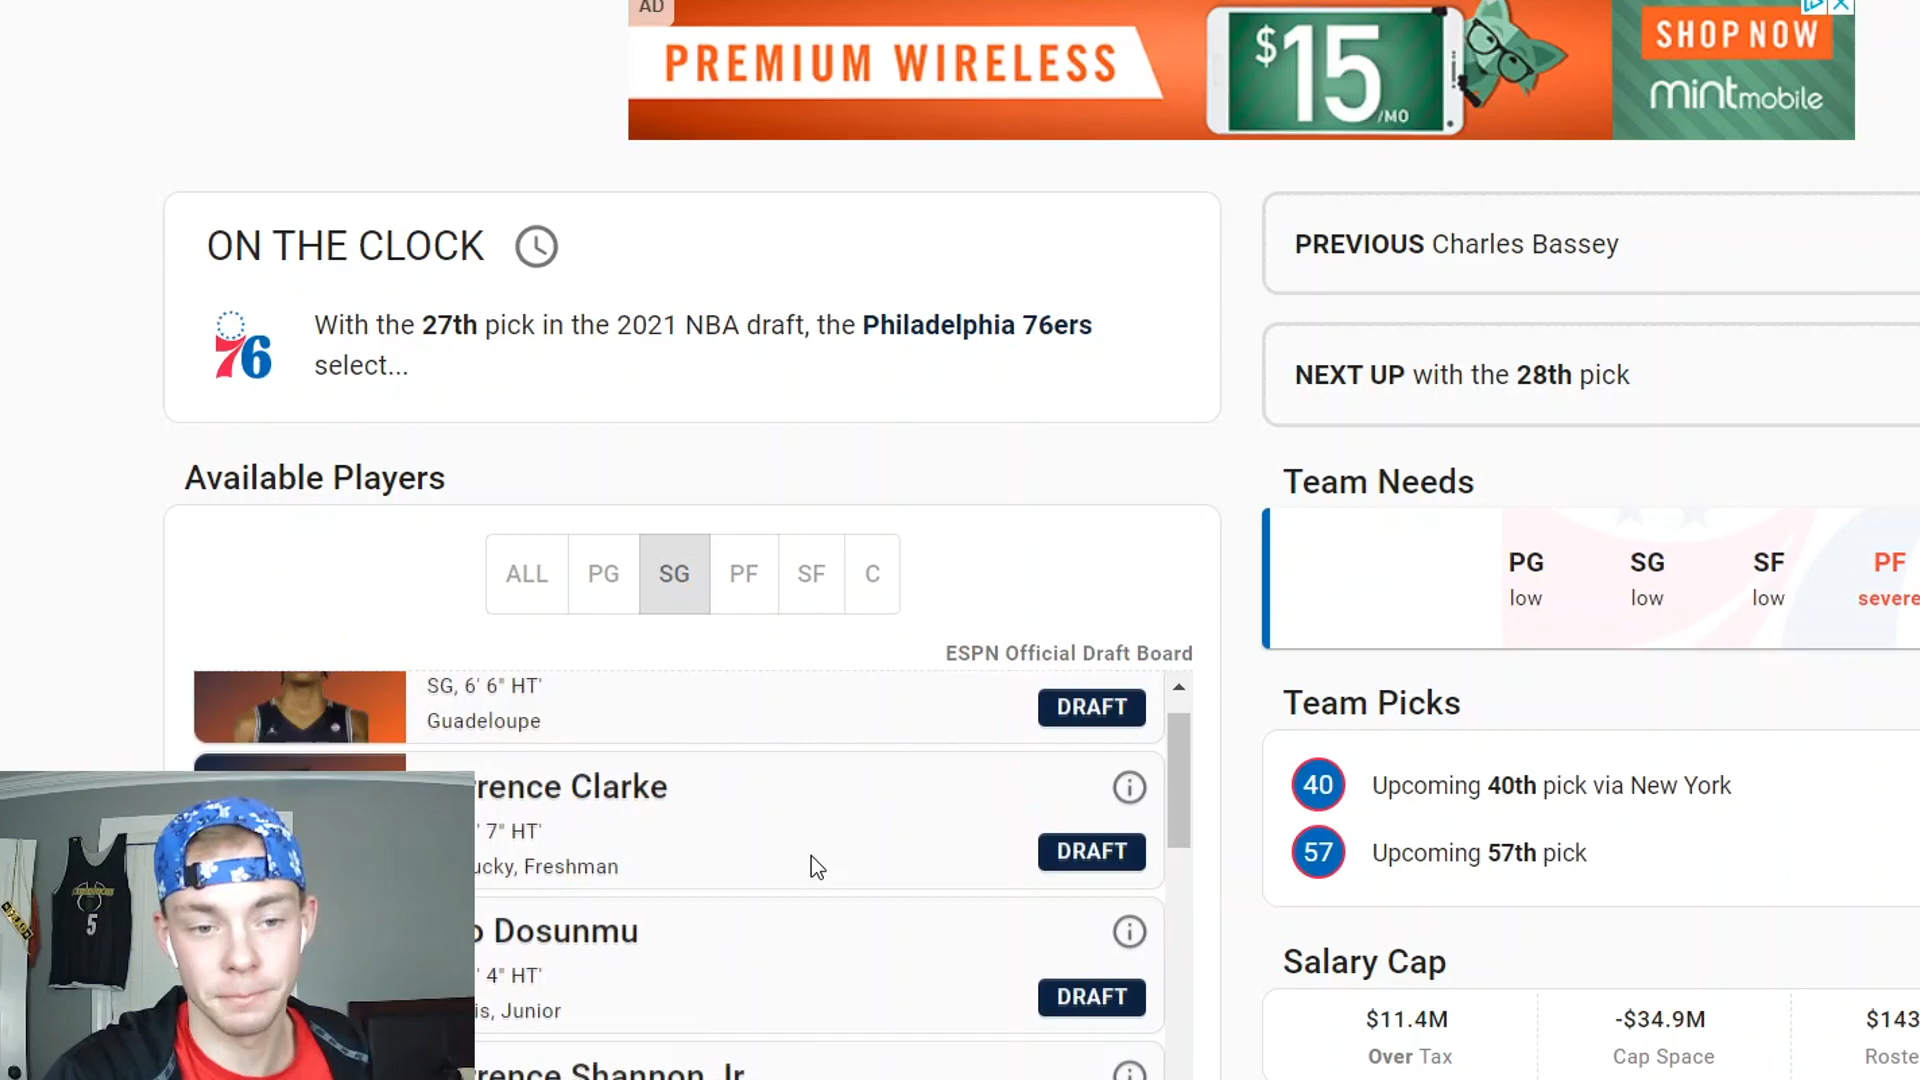 AD
PREMIUM WIRELESS
$15/MO
SHOP NOW
mintmobile
ON THE CLOCK
PREVIOUS Charles Bassey
76
With the 27th pick in the 2021 NBA draft, the Philadelphia 76ers
select...
NEXT UP with the 28th pick
Available Players
Team Needs
ALL PG SG PF SF C
PG SG SF PF
low low low severe
ESPN Official Draft Board
SG, 6' 6" HT'
Guadeloupe
DRAFT
Team Picks
rence Clarke
' 7" HT'
ucky, Freshman
DRAFT
40 Upcoming 40th pick via New York
57 Upcoming 57th pick
5
o Dosunmu
' 4" HT'
is, Junior
DRAFT
Salary Cap
$11.4M -$34.9M $143
Over Tax Cap Space Roste
rence Shannon Jr